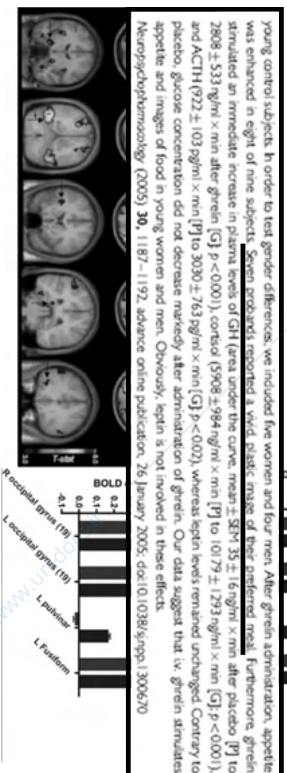 young control subjects. In order to test gender differences, we included five women and four men. After ghrelin administration, appetite
was enhanced in eight of nine subjects. Seven probands reported a vivid, plastic image of their preferred meal. Furthermore, ghrelin
stimulated an immediate increase in plasma levels of GH (area under the curve, mean ± SEM 35 ± 16 ng/ml × min after placebo [P] to
2808 ± 533 ng/ml × min after ghrelin [G]; p<0.001), cortisol (5908 ± 984 ng/ml × min [P] to 10179 ± 1293 ng/ml × min [G]; p<0.001),
and ACTH (922 ± 103 pg/ml × min [P] to 3030 ± 763 pg/ml × min [G]; p<0.02), whereas leptin levels remained unchanged. Contrary to
placebo, glucose concentration did not decrease markedly after administration of ghrelin. Our data suggest that i.v. ghrelin stimulates
appetite and images of food in young women and men. Obviously, leptin is not involved in these effects.
Neuropsychopharmacology (2005) 30, 1187–1192, advance online publication, 26 January 2005; doi:10.1038/sj.npp.1300670
T-stat
BOLD
0.2
0.0
-0.1
R occipital gyrus (19)
L occipital gyrus (19)
L pulvinar
L Fusiform